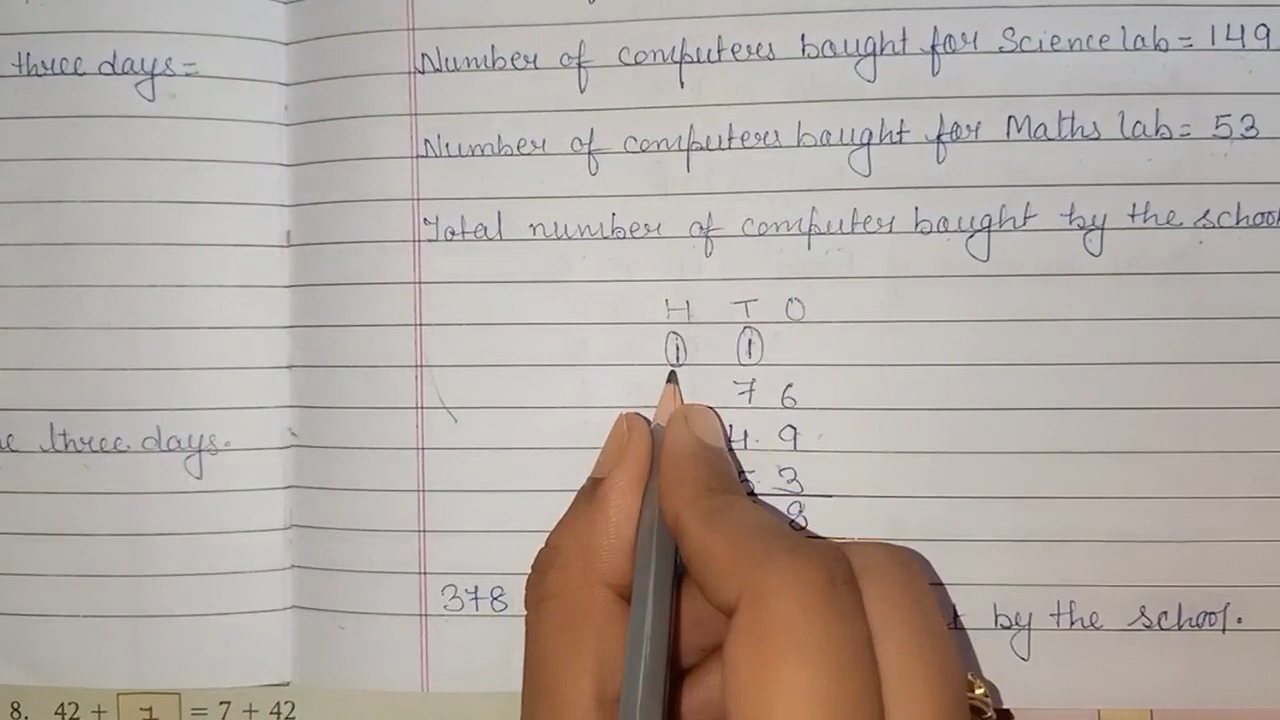 three days=
Number of computers bought for Science lab = 149
Number of computers bought for Maths lab = 53
Total number of computer bought by the school
H T O
1 1
7 6
4 9
5 3
8
e three days.
378 by the school.
8. 42 + 7 = 7 + 42